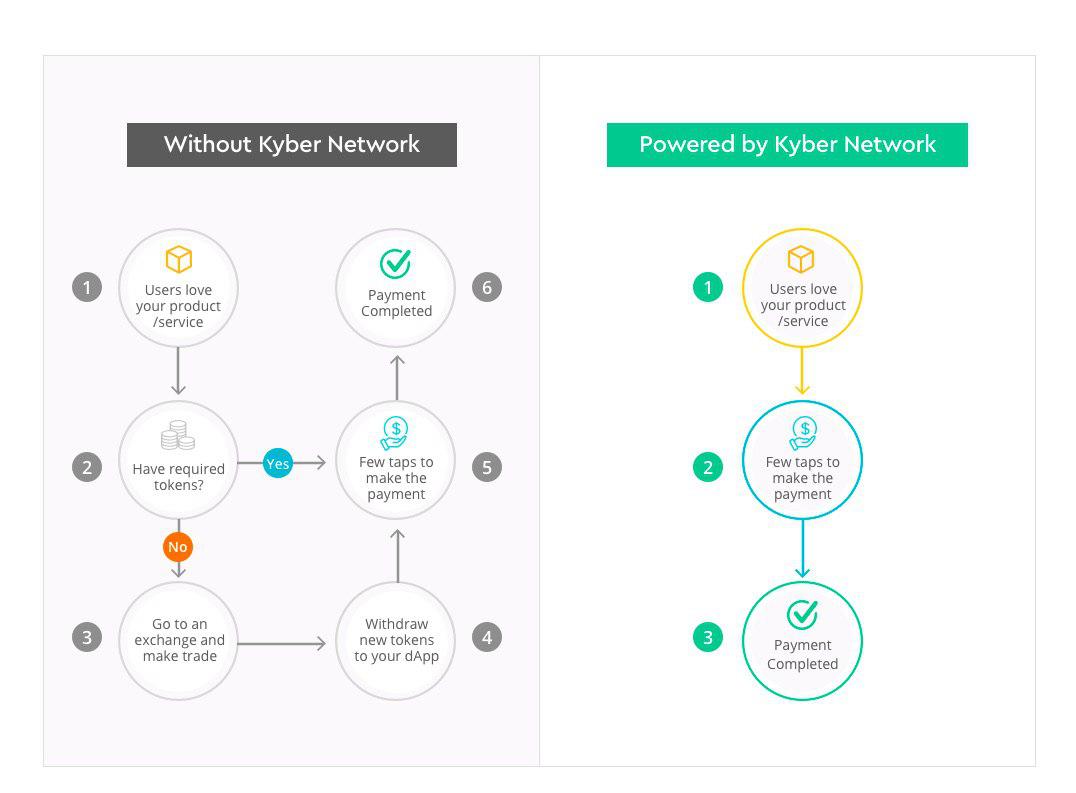 Without Kyber Network
1
Users love
your product
/service
2
Have required
tokens?
Yes
No
3
Go to an
exchange and
make trade
4
Withdraw
new tokens
to your dApp
5
Few taps to
make the
payment
6
Payment
Completed
Powered by Kyber Network
1
Users love
your product
/service
2
Few taps to
make the
payment
3
Payment
Completed